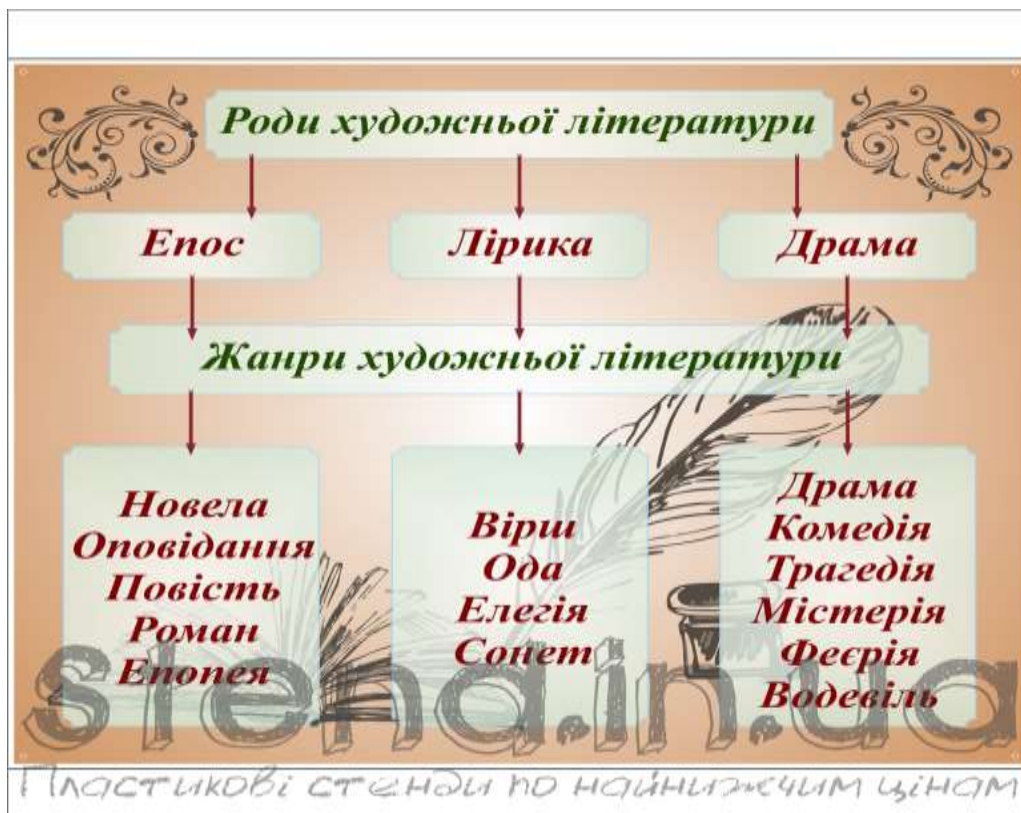 Роди художньої літератури
Епос
Лірика
Драма
Жанри художньої літератури
Новела
Оповідання
Повість
Роман
Епопея
Вірш
Ода
Елегія
Сонет
Драма
Комедія
Трагедія
Містерія
Феєрія
Водевіль
stend.in.ua
Пластикові стенди по найнижчим цінам